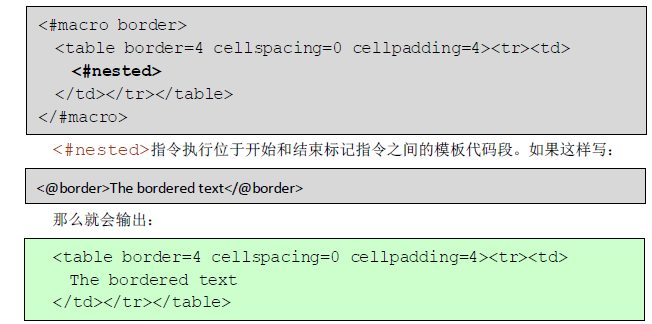 <#macro border>
<table border=4 cellspacing=0 cellpadding=4><tr><td>
<#nested>
</td></tr></table>
</#macro>
<#nested>指令执行位于开始和结束标记指令之间的模板代码段。如果这样写：
<@border>The bordered text</@border>
那么就会输出：
<table border=4 cellspacing=0 cellpadding=4><tr><td>
The bordered text
</td></tr></table>